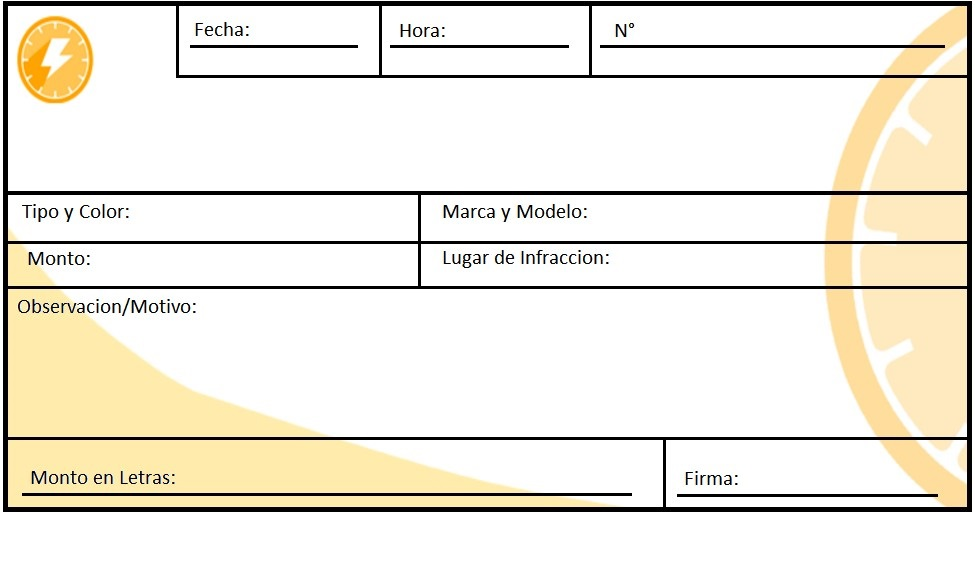 Fecha:
Hora:
N°
Tipo y Color:
Marca y Modelo:
Monto:
Lugar de Infraccion:
Observacion/Motivo:
Monto en Letras:
Firma: